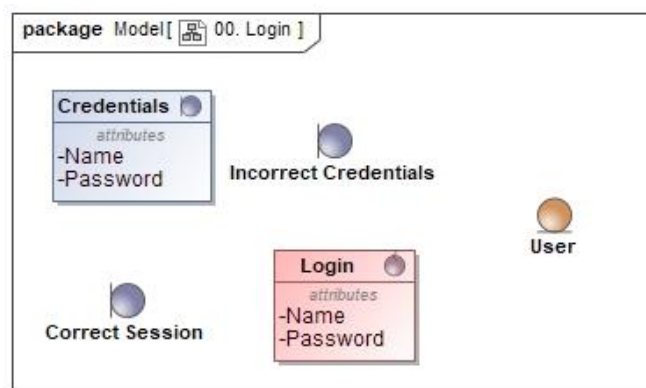 package Model[ 00. Login ]
Credentials
attributes
-Name
-Password
Incorrect Credentials
User
Login
attributes
-Name
-Password
Correct Session